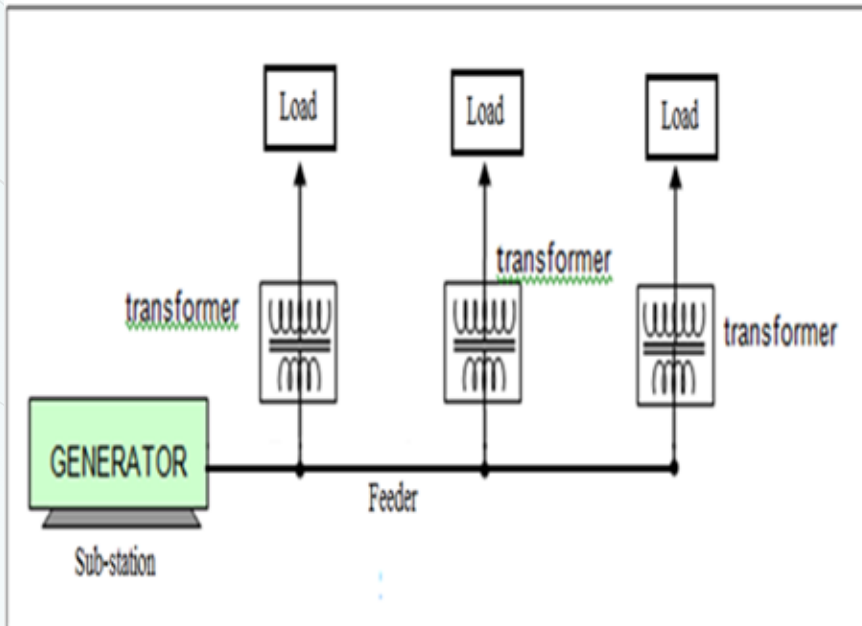 Load
Load
Load
transformer
transformer
transformer
GENERATOR
Feeder
Sub-station